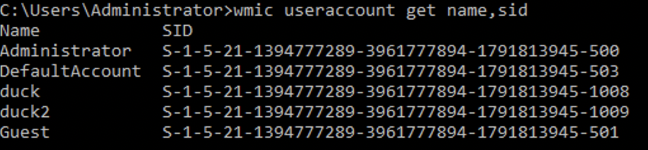 C:\Users\Administrator>wmic useraccount get name,sid
Name            SID
Administrator   S-1-5-21-1394777289-3961777894-1791813945-500
DefaultAccount  S-1-5-21-1394777289-3961777894-1791813945-503
duck            S-1-5-21-1394777289-3961777894-1791813945-1008
duck2           S-1-5-21-1394777289-3961777894-1791813945-1009
Guest           S-1-5-21-1394777289-3961777894-1791813945-501